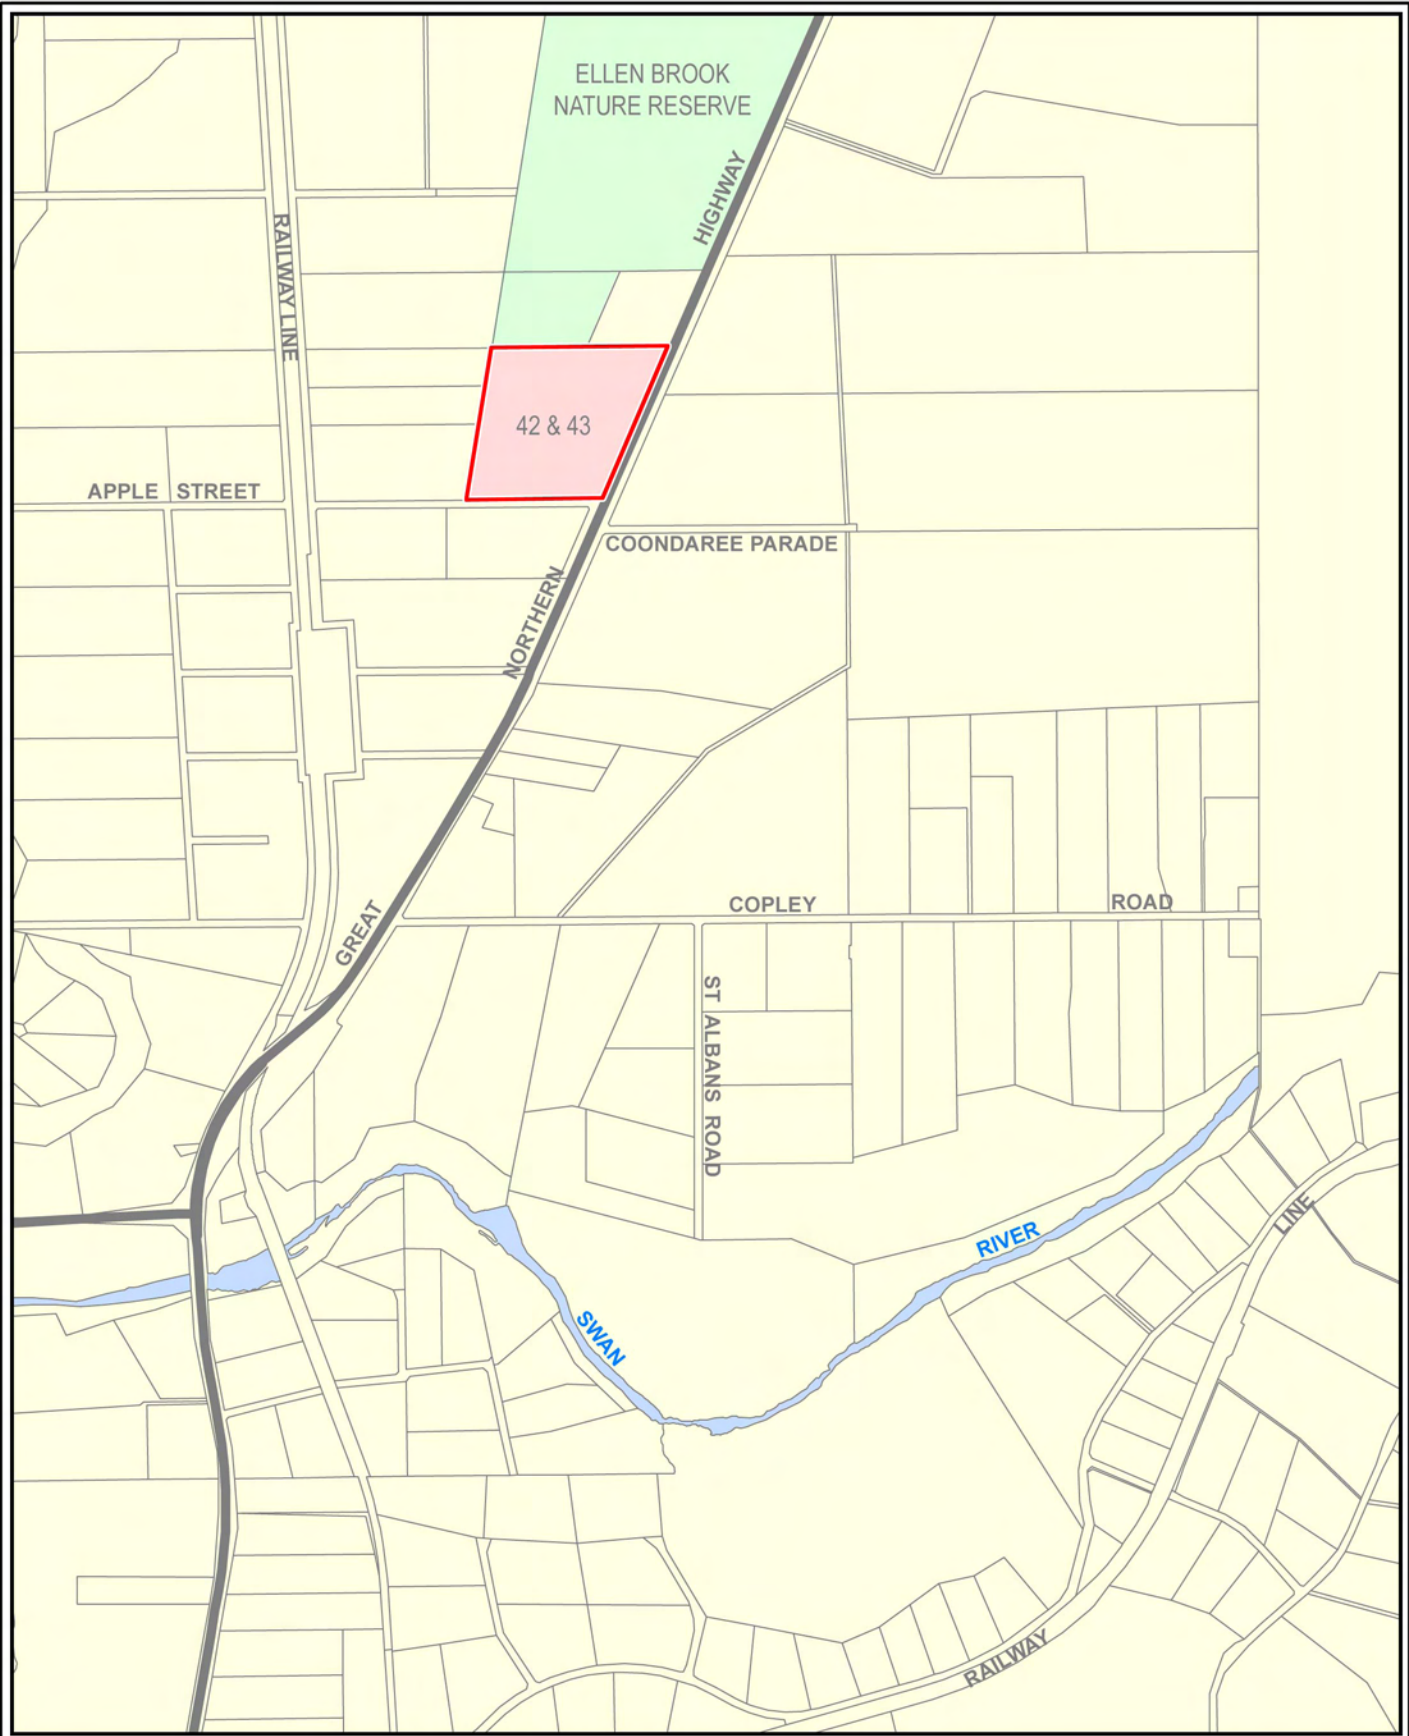 ELLEN BROOK
NATURE RESERVE
HIGHWAY
RAILWAY LINE
42 & 43
APPLE STREET
COONDAREE PARADE
NORTHERN
COPLEY ROAD
GREAT
ST ALBANS ROAD
RIVER
LINE
SWAN
RAILWAY